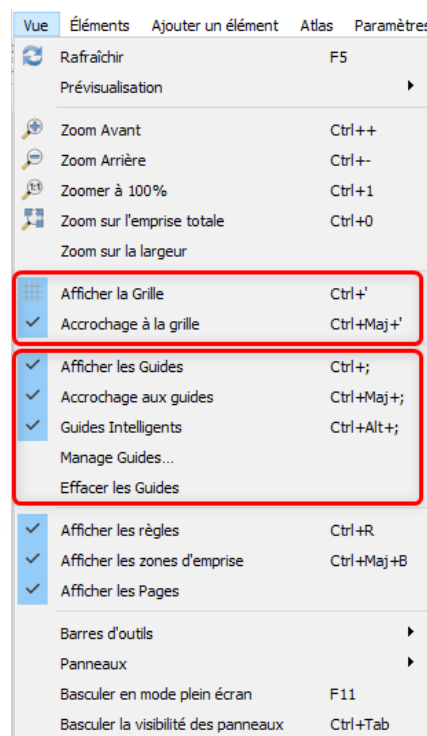 Vue Éléments Ajouter un élément Atlas Paramètres
Rafraîchir F5
Prévisualisation
Zoom Avant Ctrl++
Zoom Arrière Ctrl+-
Zoomer à 100% Ctrl+1
Zoom sur l'emprise totale Ctrl+0
Zoom sur la largeur
Afficher la Grille Ctrl+'
Accrochage à la grille Ctrl+Maj+'
Afficher les Guides Ctrl+;
Accrochage aux guides Ctrl+Maj+;
Guides Intelligents Ctrl+Alt+;
Manage Guides...
Effacer les Guides
Afficher les règles Ctrl+R
Afficher les zones d'emprise Ctrl+Maj+B
Afficher les Pages
Barres d'outils
Panneaux
Basculer en mode plein écran F11
Basculer la visibilité des panneaux Ctrl+Tab